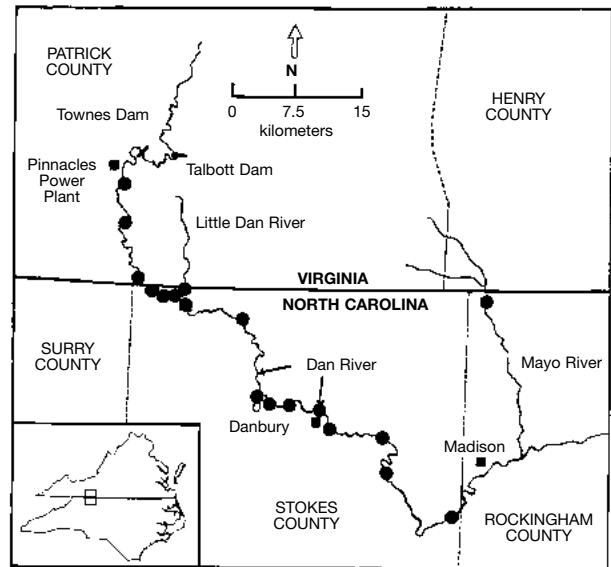 PATRICK
COUNTY
N
0 7.5 15
kilometers
HENRY
COUNTY
Townes Dam
Pinnacles
Power
Plant
Talbott Dam
Little Dan River
VIRGINIA
NORTH CAROLINA
SURRY
COUNTY
Dan River
Mayo River
Danbury
Madison
STOKES
COUNTY
ROCKINGHAM
COUNTY